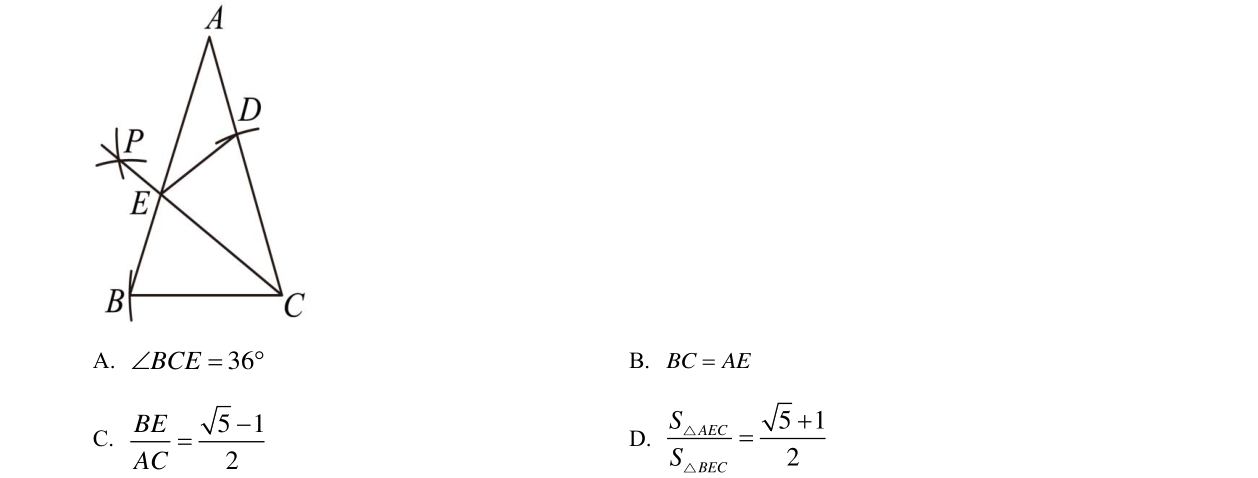 A
D
P
E
B
C
A. ∠BCE = 36°
B. BC = AE
C. BE/AC = (√5 − 1)/2
D. S△AEC/S△BEC = (√5 + 1)/2